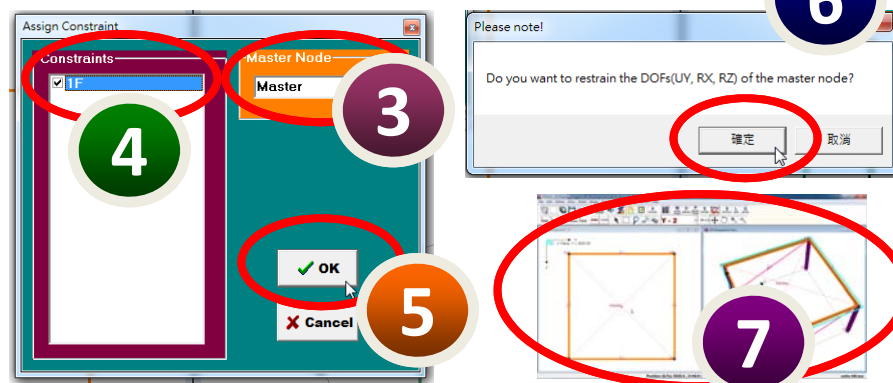 Assign Constraint
Constraints
1F
Master Node
Master
3
4
OK
Cancel
5
6
Please note!
Do you want to restrain the DOFs(UY, RX, RZ) of the master node?
確定
取消
7